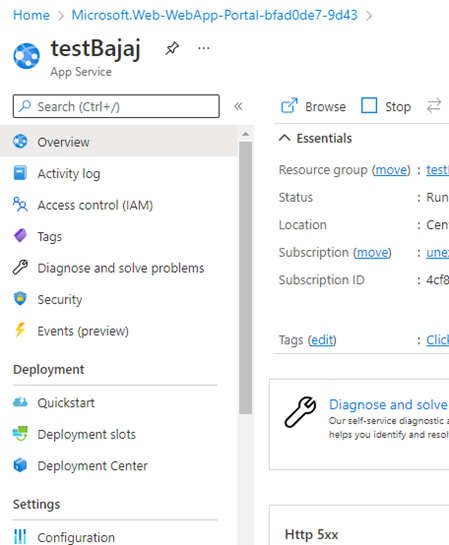 Home > Microsoft.Web-WebApp-Portal-bfad0de7-9d43 >
testBajaj
App Service
Search (Ctrl+/)
«
Overview
Activity log
Access control (IAM)
Tags
Diagnose and solve problems
Security
Events (preview)
Deployment
Quickstart
Deployment slots
Deployment Center
Settings
Configuration
Browse Stop
Essentials
Resource group (move) : test
Status : Run
Location : Cen
Subscription (move) : une
Subscription ID : 4cf8
Tags (edit) : Click
Diagnose and solve
Our self-service diagnostic a
helps you identify and resol
Http 5xx